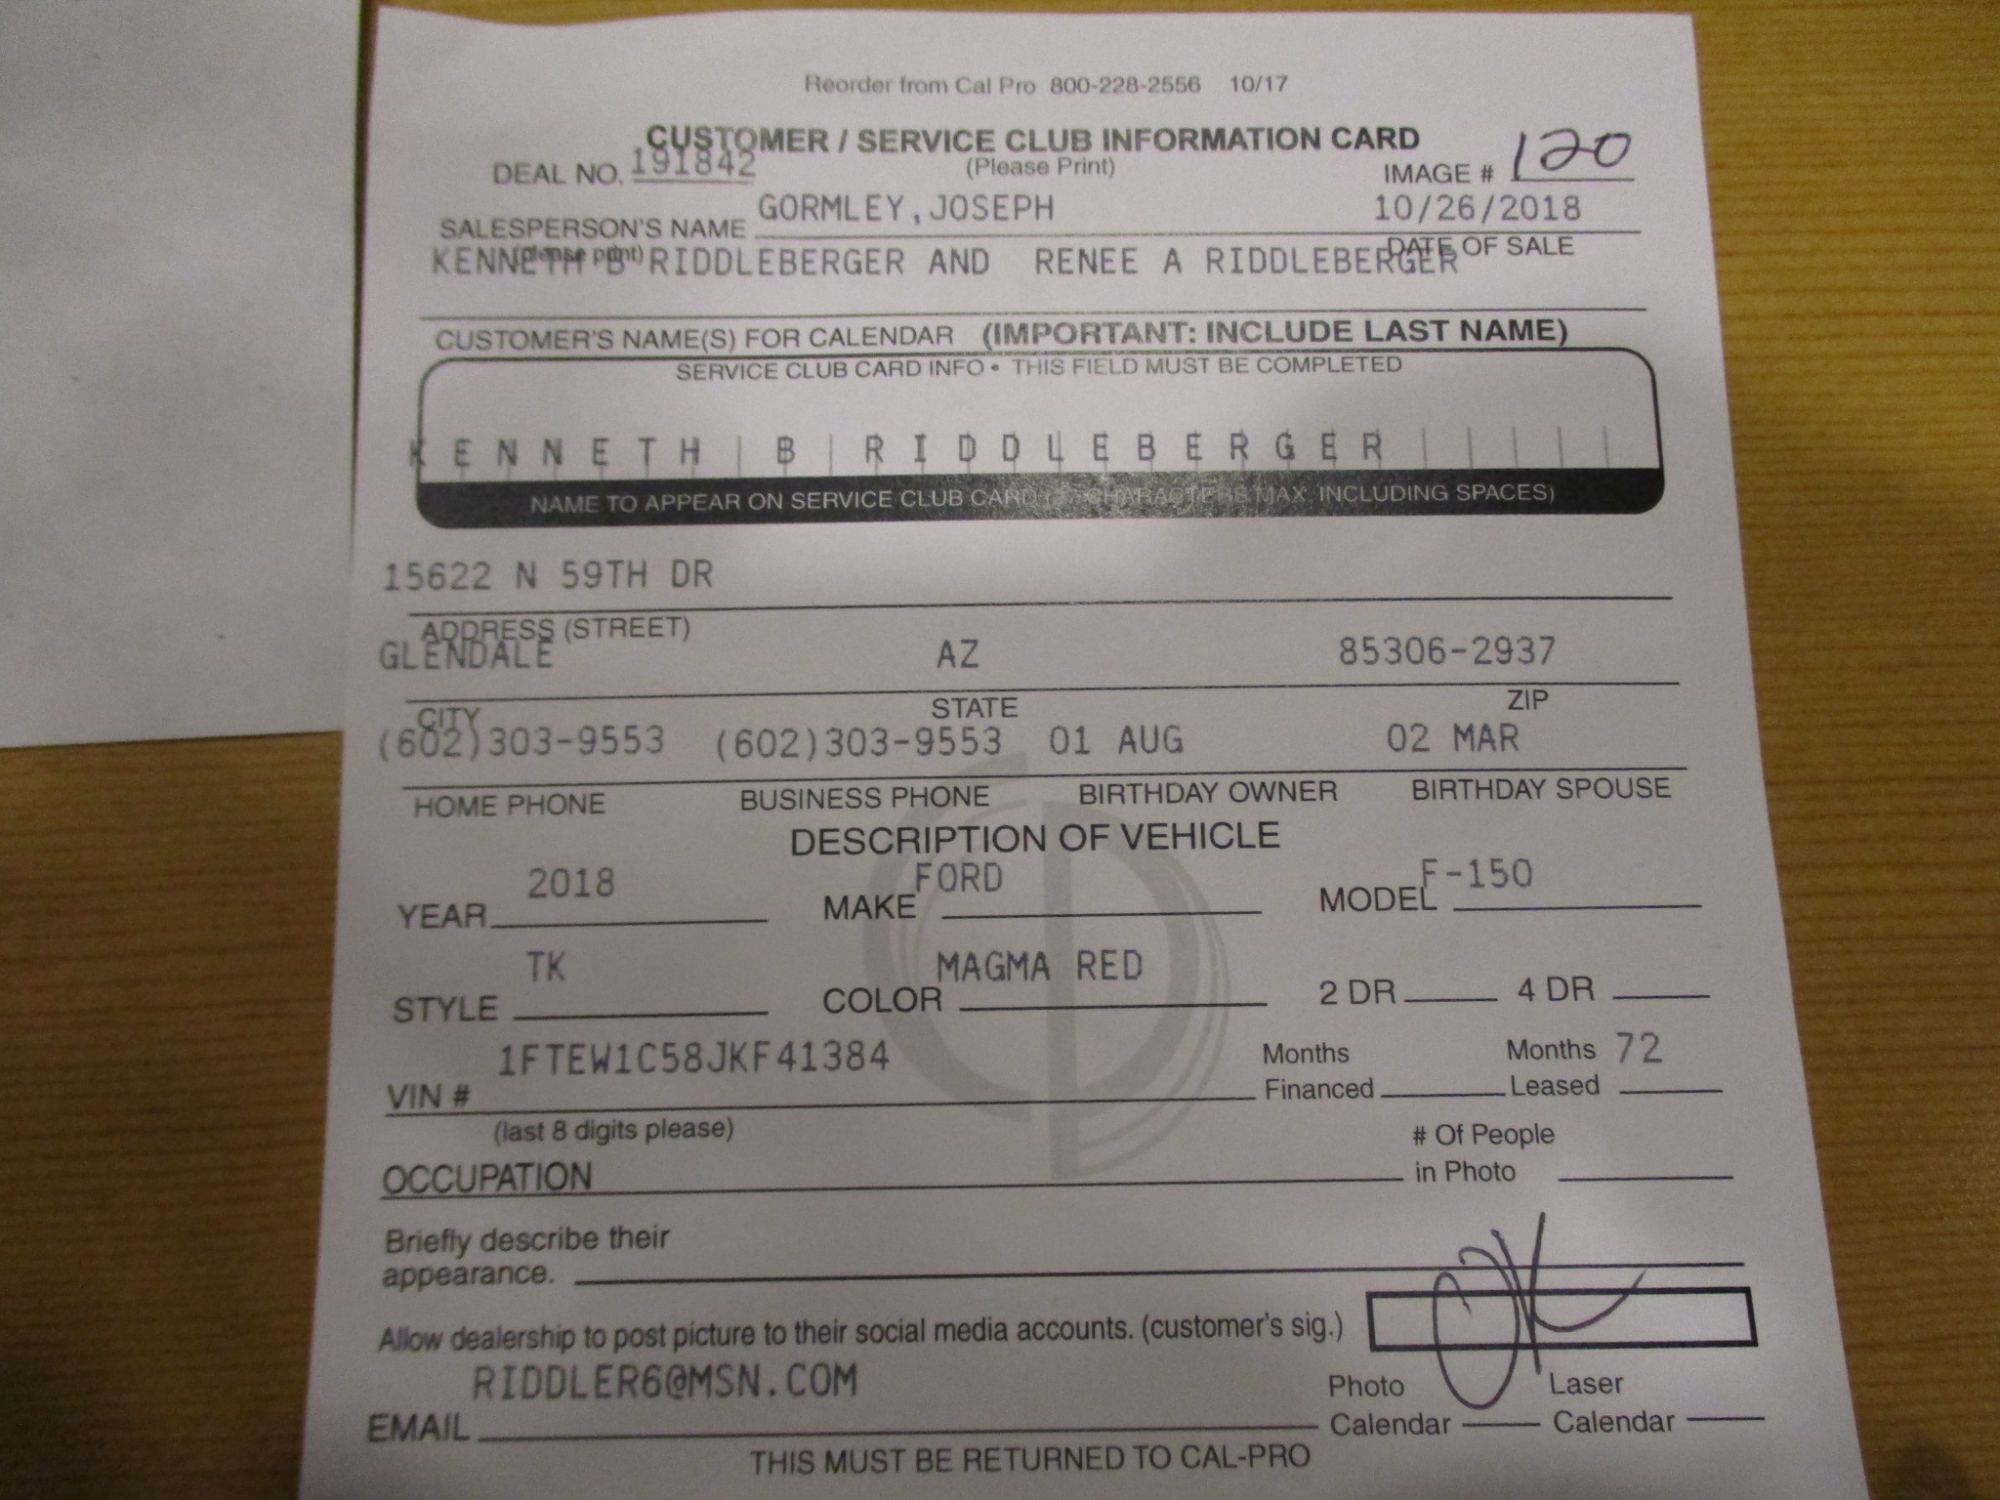 Reorder from Cal Pro 800-228-2556 10/17
CUSTOMER / SERVICE CLUB INFORMATION CARD
DEAL NO. 191842 (Please Print) IMAGE # 120
SALESPERSON'S NAME GORMLEY,JOSEPH 10/26/2018
(please print) DATE OF SALE
KENNETH B RIDDLEBERGER AND RENEE A RIDDLEBERGER
CUSTOMER'S NAME(S) FOR CALENDAR (IMPORTANT: INCLUDE LAST NAME)
SERVICE CLUB CARD INFO • THIS FIELD MUST BE COMPLETED
KENNETH B RIDDLEBERGER
NAME TO APPEAR ON SERVICE CLUB CARD CHARACTERS MAX. INCLUDING SPACES)
15622 N 59TH DR
ADDRESS (STREET)
GLENDALE AZ 85306-2937
CITY STATE ZIP
(602)303-9553 (602)303-9553 01 AUG 02 MAR
HOME PHONE BUSINESS PHONE BIRTHDAY OWNER BIRTHDAY SPOUSE
DESCRIPTION OF VEHICLE
YEAR 2018 MAKE FORD MODEL F-150
STYLE TK COLOR MAGMA RED 2 DR 4 DR
VIN # 1FTEW1C58JKF41384 Months Financed Months Leased 72
(last 8 digits please)
OCCUPATION # Of People in Photo
Briefly describe their
appearance.
Allow dealership to post picture to their social media accounts. (customer's sig.)
EMAIL RIDDLER6@MSN.COM Photo Calendar Laser Calendar
THIS MUST BE RETURNED TO CAL-PRO